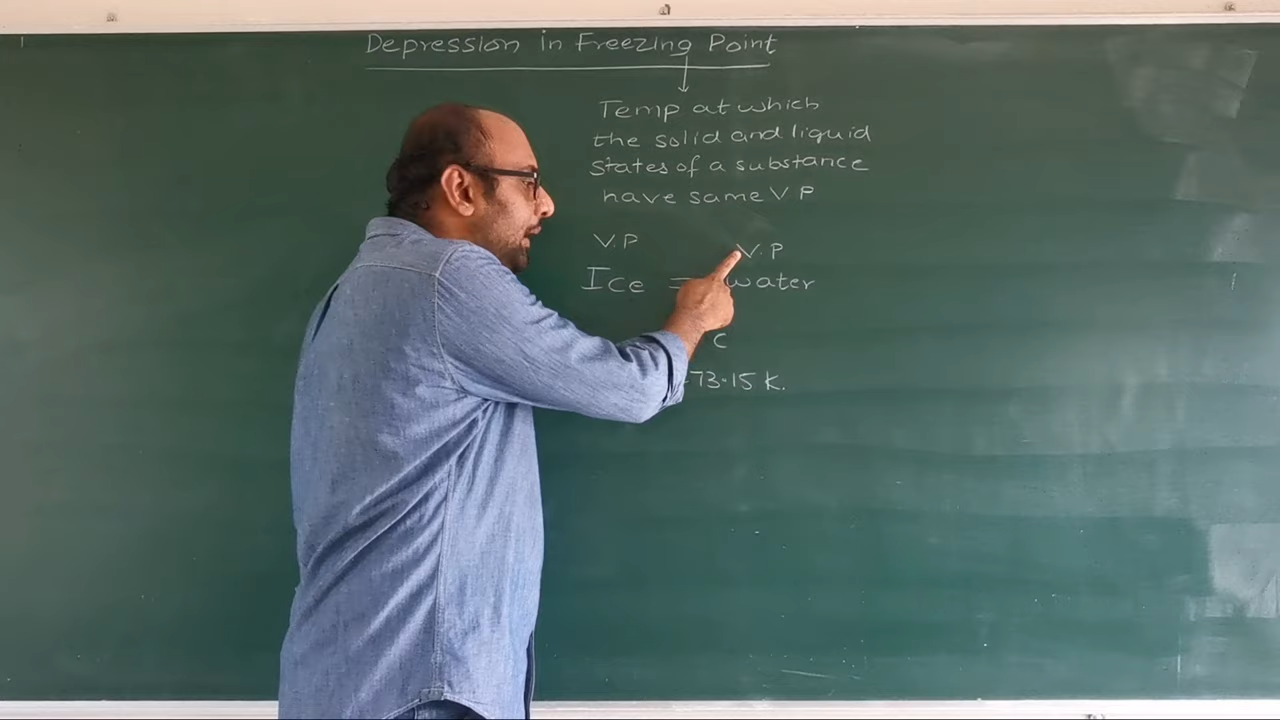 Depression in Freezing Point
Temp at which
the solid and liquid
states of a substance
have same V P
V.P V.P
Ice = water
C
73.15 K.